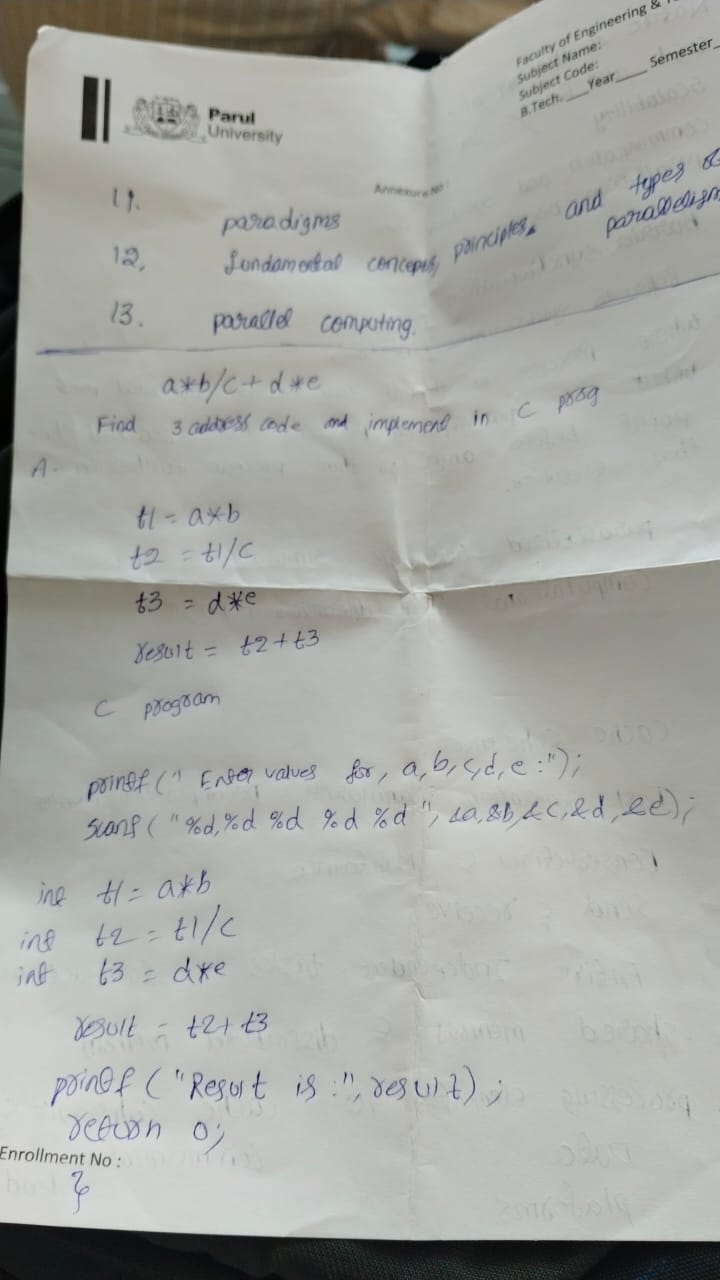 Faculty of Engineering &
Subject Name:
Subject Code:
B.Tech. ___Year____ Semester_
Parul
University
Annexure No:
11. paradigms
12, fundamental concepts, principles, and types of
paradigm
13. parallel computing.
a*b/c + d*e
Find 3 address code and implement in C prog
A.
t1 = a*b
t2 = t1/c
t3 = d*e
result = t2+t3
C program
printf (" Enter values for, a,b,c,d,e :");
scanf ("%d,%d %d %d %d", &a,&b,&c,&d,&e);
int t1 = a*b
int t2 = t1/c
int t3 = d*e
result = t2+t3
printf ("Result is :", result);
return 0;
Enrollment No :
}